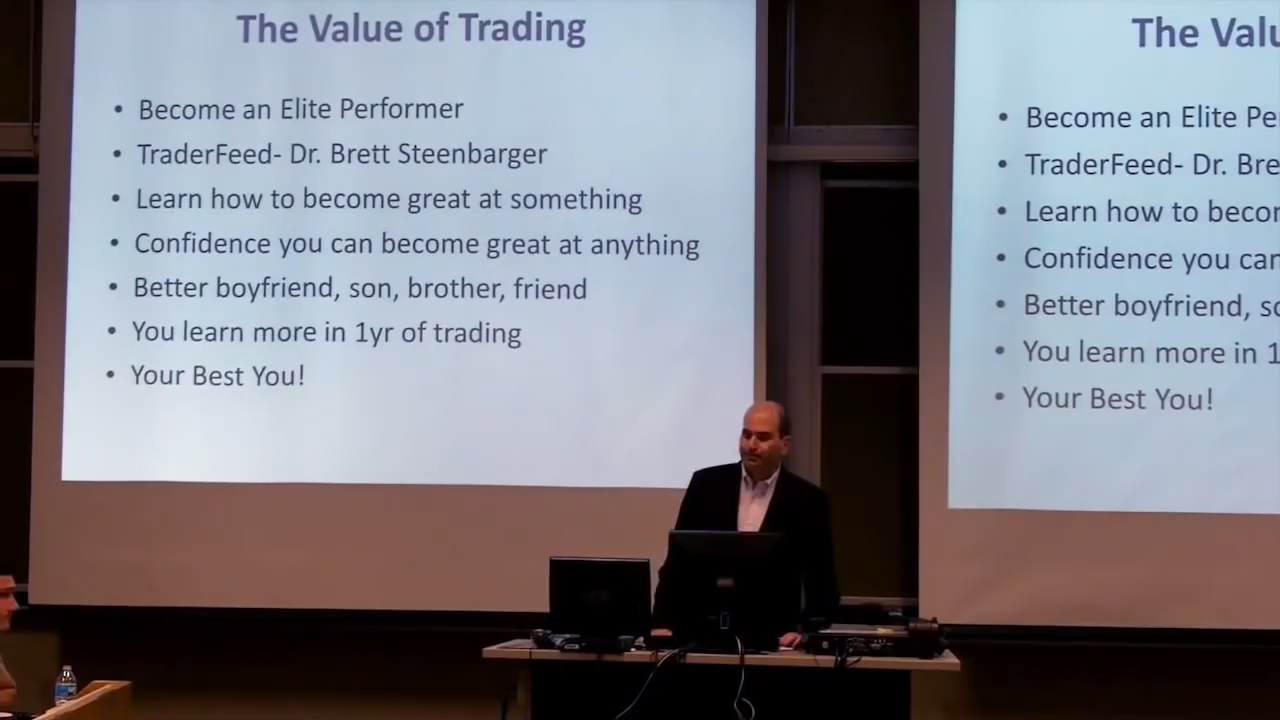 The Value of Trading
• Become an Elite Performer
• TraderFeed- Dr. Brett Steenbarger
• Learn how to become great at something
• Confidence you can become great at anything
• Better boyfriend, son, brother, friend
• You learn more in 1yr of trading
• Your Best You!
The Valu
• Become an Elite Pe
• TraderFeed- Dr. Bre
• Learn how to becor
• Confidence you car
• Better boyfriend, so
• You learn more in 1
• Your Best You!